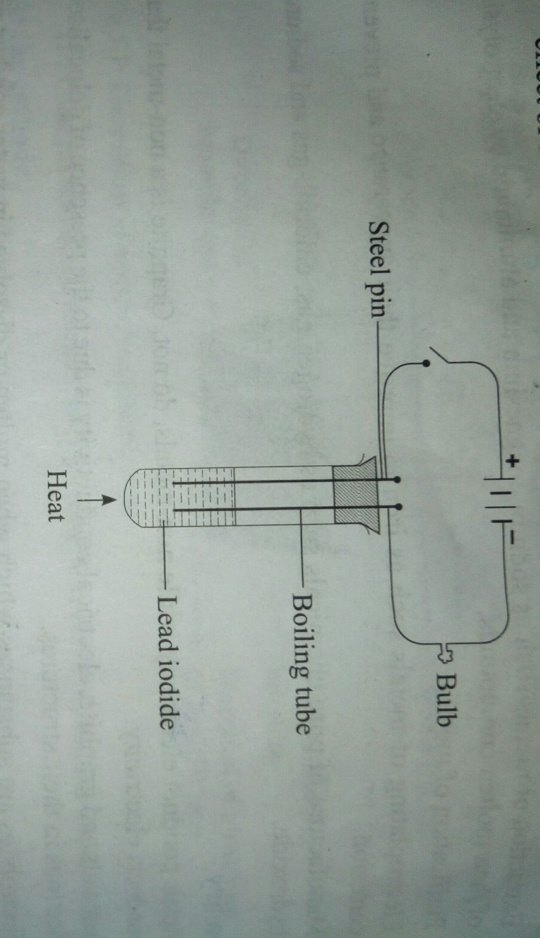 +
−
Bulb
Steel pin
Boiling tube
Lead iodide
Heat